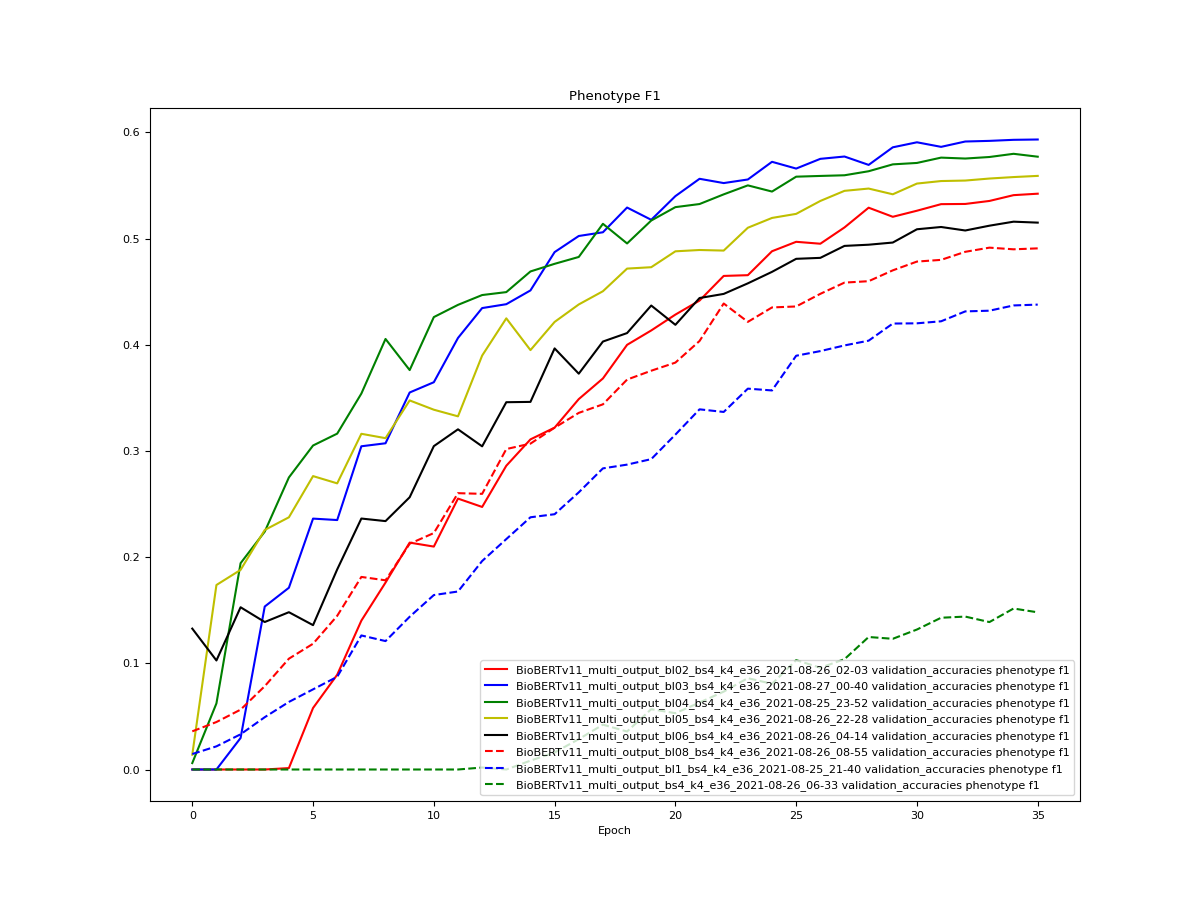 Phenotype F1
0.6
0.5
0.4
0.3
0.2
0.1
0.0
BioBERTv11_multi_output_bl02_bs4_k4_e36_2021-08-26_02-03 validation_accuracies phenotype f1
BioBERTv11_multi_output_bl03_bs4_k4_e36_2021-08-27_00-40 validation_accuracies phenotype f1
BioBERTv11_multi_output_bl04_bs4_k4_e36_2021-08-25_23-52 validation_accuracies phenotype f1
BioBERTv11_multi_output_bl05_bs4_k4_e36_2021-08-26_22-28 validation_accuracies phenotype f1
BioBERTv11_multi_output_bl06_bs4_k4_e36_2021-08-26_04-14 validation_accuracies phenotype f1
BioBERTv11_multi_output_bl08_bs4_k4_e36_2021-08-26_08-55 validation_accuracies phenotype f1
BioBERTv11_multi_output_bl1_bs4_k4_e36_2021-08-25_21-40 validation_accuracies phenotype f1
BioBERTv11_multi_output_bs4_k4_e36_2021-08-26_06-33 validation_accuracies phenotype f1
0 5 10 15 20 25 30 35
Epoch